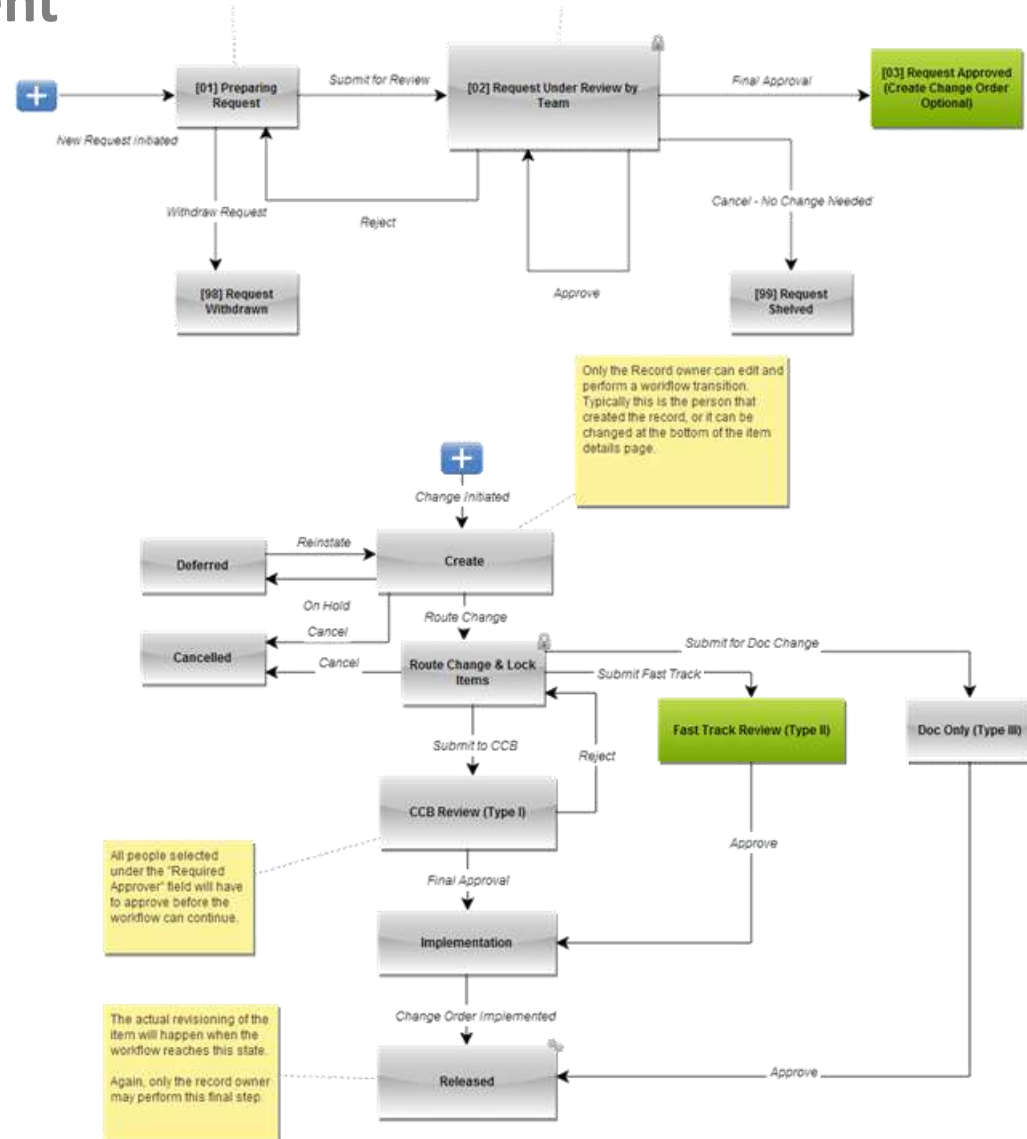 ent
[01] Preparing
Request
Submit for Review
[02] Request Under Review by
Team
Final Approval
[03] Request Approved
(Create Change Order
Optional)
New Request Initiated
Withdraw Request
Reject
Cancel - No Change Needed
[98] Request
Withdrawn
Approve
[99] Request
Shelved
Only the Record owner can edit and
perform a workflow transition.
Typically this is the person that
created the record, or it can be
changed at the bottom of the item
details page.
Change Initiated
Reinstate
Deferred
Create
On Hold
Route Change
Cancel
Cancelled
Cancel
Route Change & Lock
Items
Submit for Doc Change
Submit Fast Track
Fast Track Review (Type II)
Doc Only (Type III)
Submit to CCB
Reject
CCB Review (Type I)
Approve
All people selected
under the "Required
Approver" field will have
to approve before the
workflow can continue.
Final Approval
Implementation
The actual revisioning of the
item will happen when the
workflow reaches this state.
Again, only the record owner
may perform this final step.
Change Order Implemented
Released
Approve